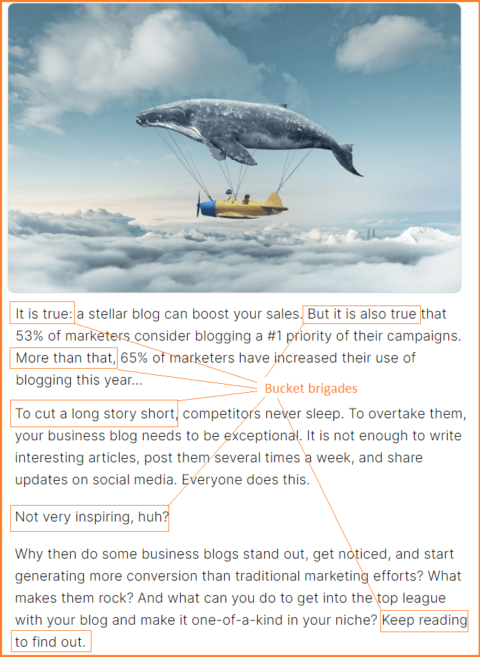 It is true: a stellar blog can boost your sales. But it is also true that
53% of marketers consider blogging a #1 priority of their campaigns.
More than that, 65% of marketers have increased their use of
blogging this year...
Bucket brigades
To cut a long story short, competitors never sleep. To overtake them,
your business blog needs to be exceptional. It is not enough to write
interesting articles, post them several times a week, and share
updates on social media. Everyone does this.
Not very inspiring, huh?
Why then do some business blogs stand out, get noticed, and start
generating more conversion than traditional marketing efforts? What
makes them rock? And what can you do to get into the top league
with your blog and make it one-of-a-kind in your niche? Keep reading
to find out.